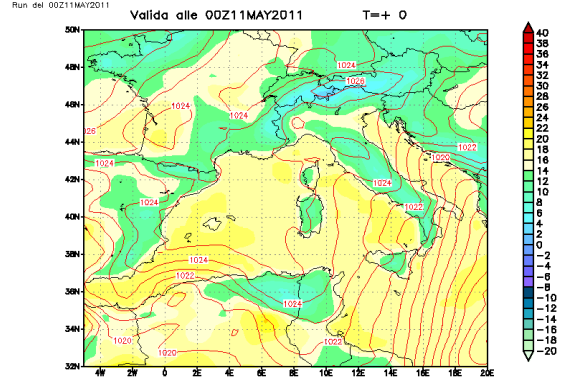 Run del 00Z11MAY2011
Valida alle 00Z11MAY2011 T=+ 0
50N
48N
46N
44N
42N
40N
38N
36N
34N
32N
4W
2W
0
2E
4E
6E
8E
10E
12E
14E
16E
18E
20E
1024
1026
1024
1024
026
1022
1020
1024
1024
1024
1022
1024
1022
1024
1020
1020
1022
40
38
36
34
32
30
28
26
24
22
20
18
16
14
12
10
8
6
4
2
0
-2
-4
-6
-8
-10
-12
-14
-16
-18
-20